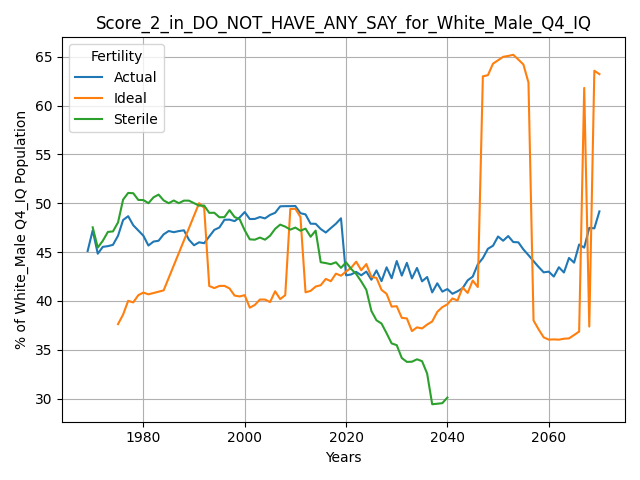 Score_2_in_DO_NOT_HAVE_ANY_SAY_for_White_Male_Q4_IQ
Fertility
Actual
Ideal
Sterile
% of White_Male Q4_IQ Population
65
60
55
50
45
40
35
30
1980
2000
2020
2040
2060
Years